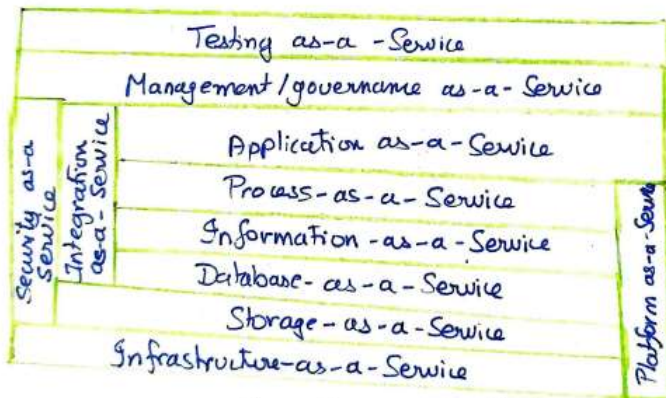 Testing as-a-Service
Management/governance as-a-Service
Security as-a
Service
Integration
as-a-Service
Application as-a-Service
Process-as-a-Service
Information-as-a-Service
Database-as-a-Service
Storage-as-a-Service
Infrastructure-as-a-Service
Platform as-a-Service